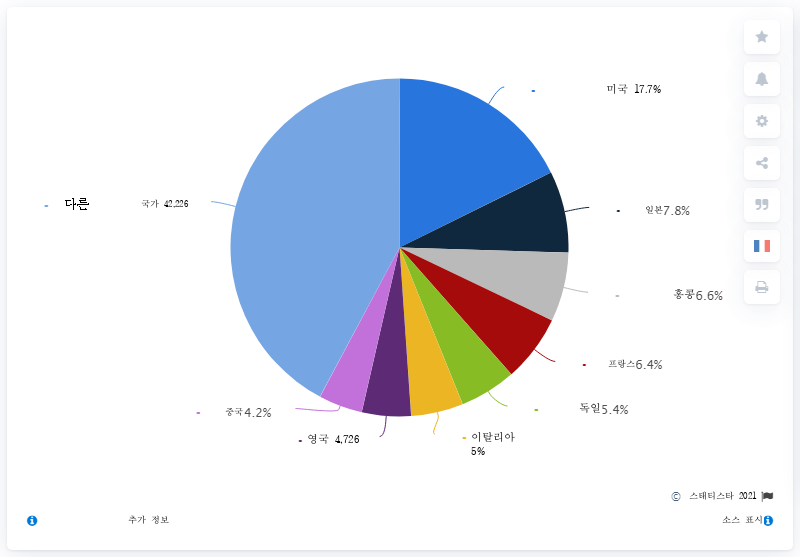 미국 17.7%
다른 국가 42,226
일본7.8%
홍콩6.6%
프랑스6.4%
독일5.4%
중국4.2%
영국 4,726
이탈리아
5%
© 스태티스타 2021
추가 정보
소스 표시